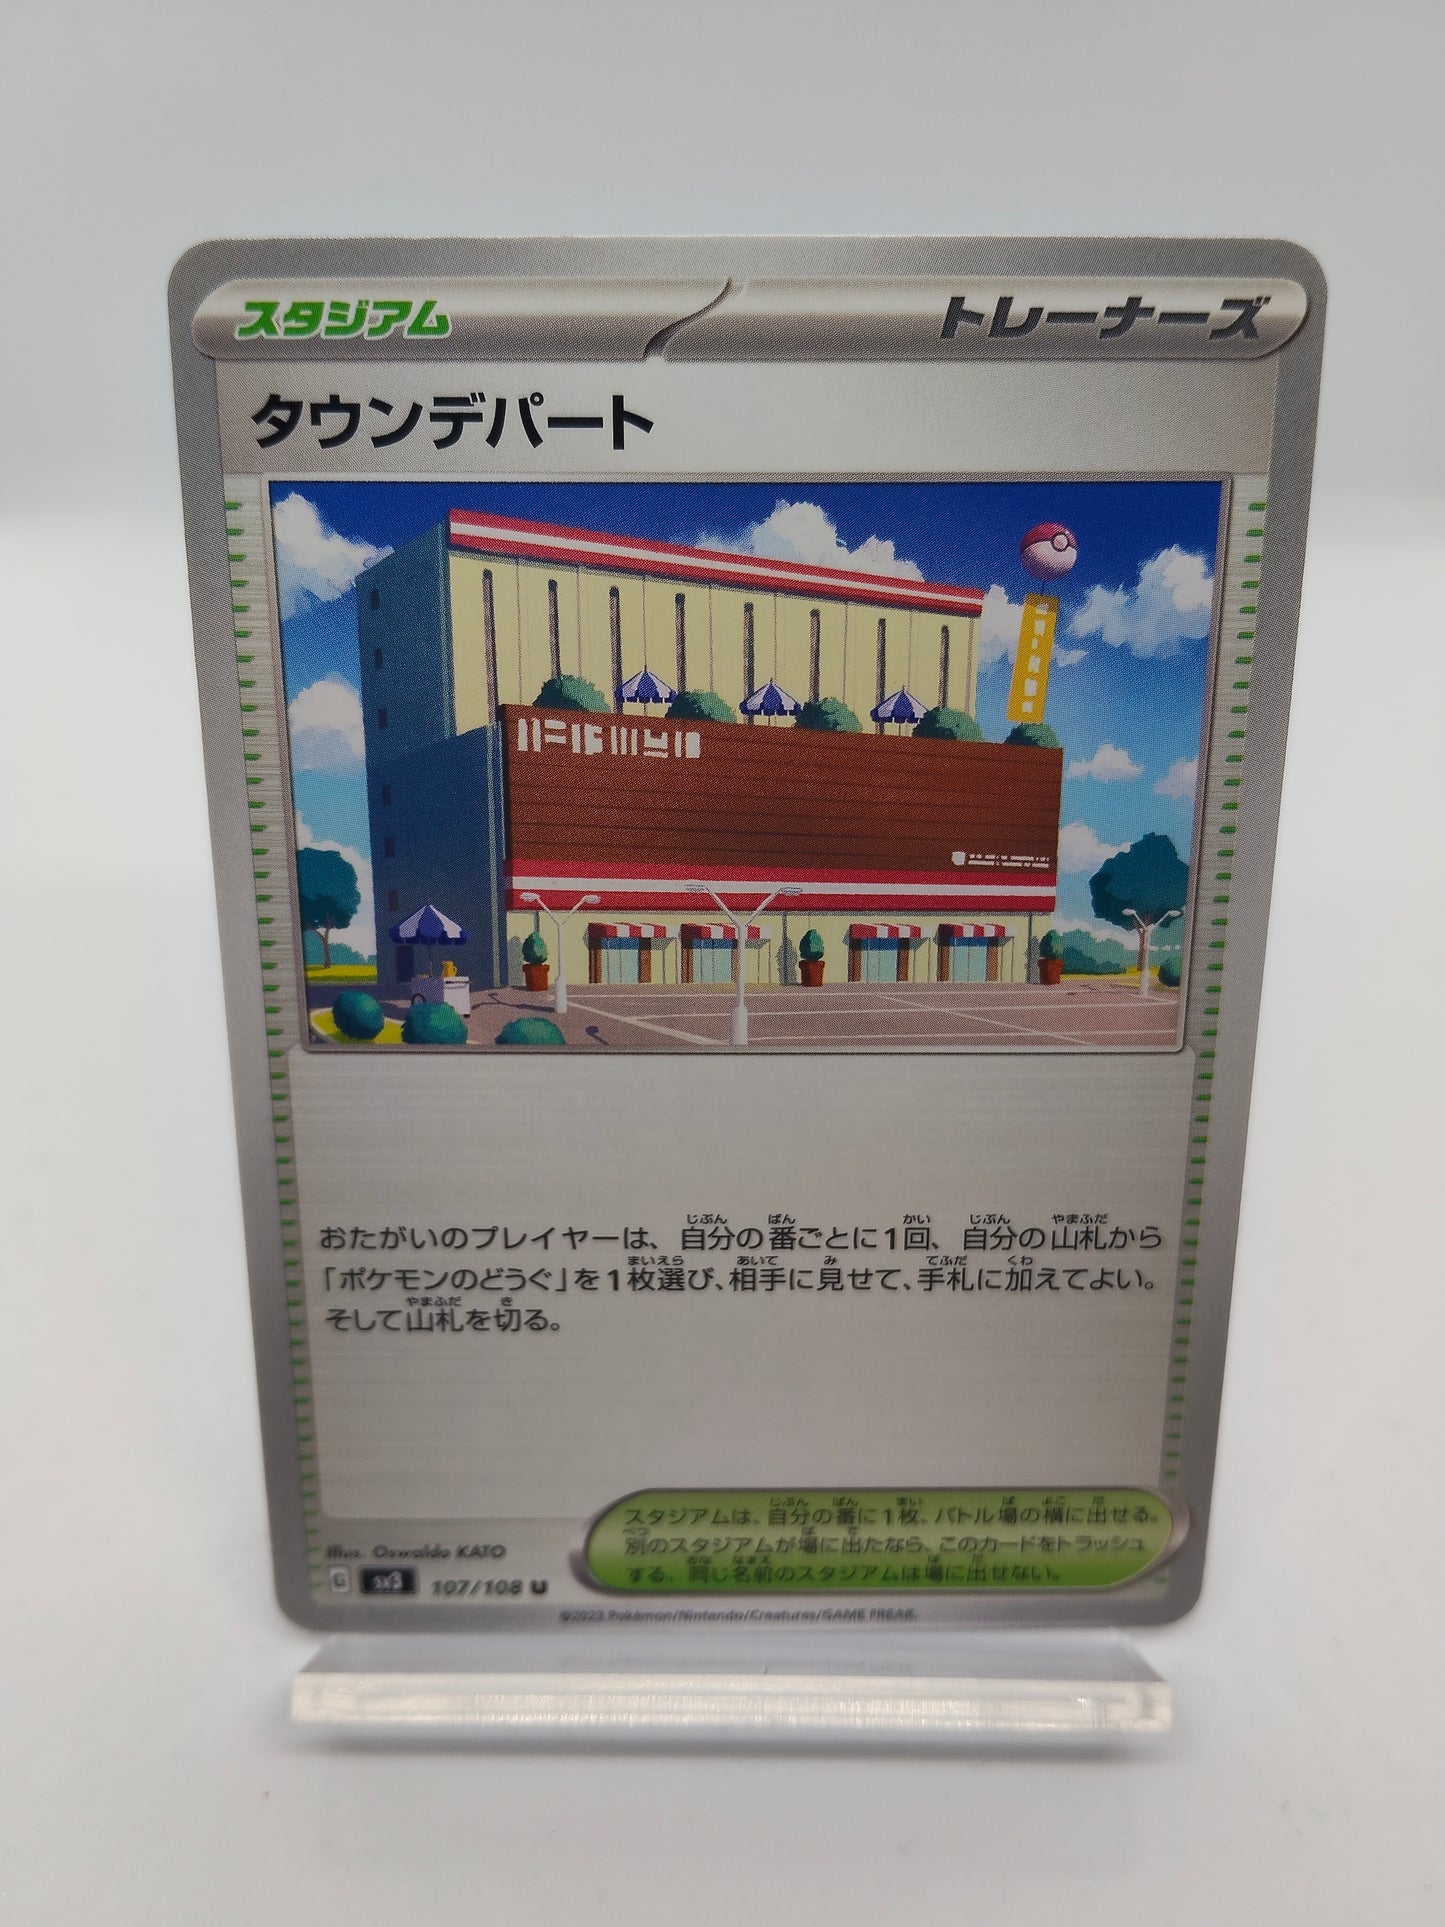 スタジアム
トレーナーズ
タウンデパート
おたがいのプレイヤーは、自分の番ごとに1回、自分の山札から
「ポケモンのどうぐ」を1枚選び、相手に見せて、手札に加えてよい。
そして山札を切る。
スタジアムは、自分の番に1枚、バトル場の横に出せる。
別のスタジアムが場に出たなら、このカードをトラッシュ
する。同じ名前のスタジアムは場に出せない。
Illus. Oswaldo KATO
G sv3 107/108 U
©2023 Pokémon/Nintendo/Creatures/GAME FREAK.